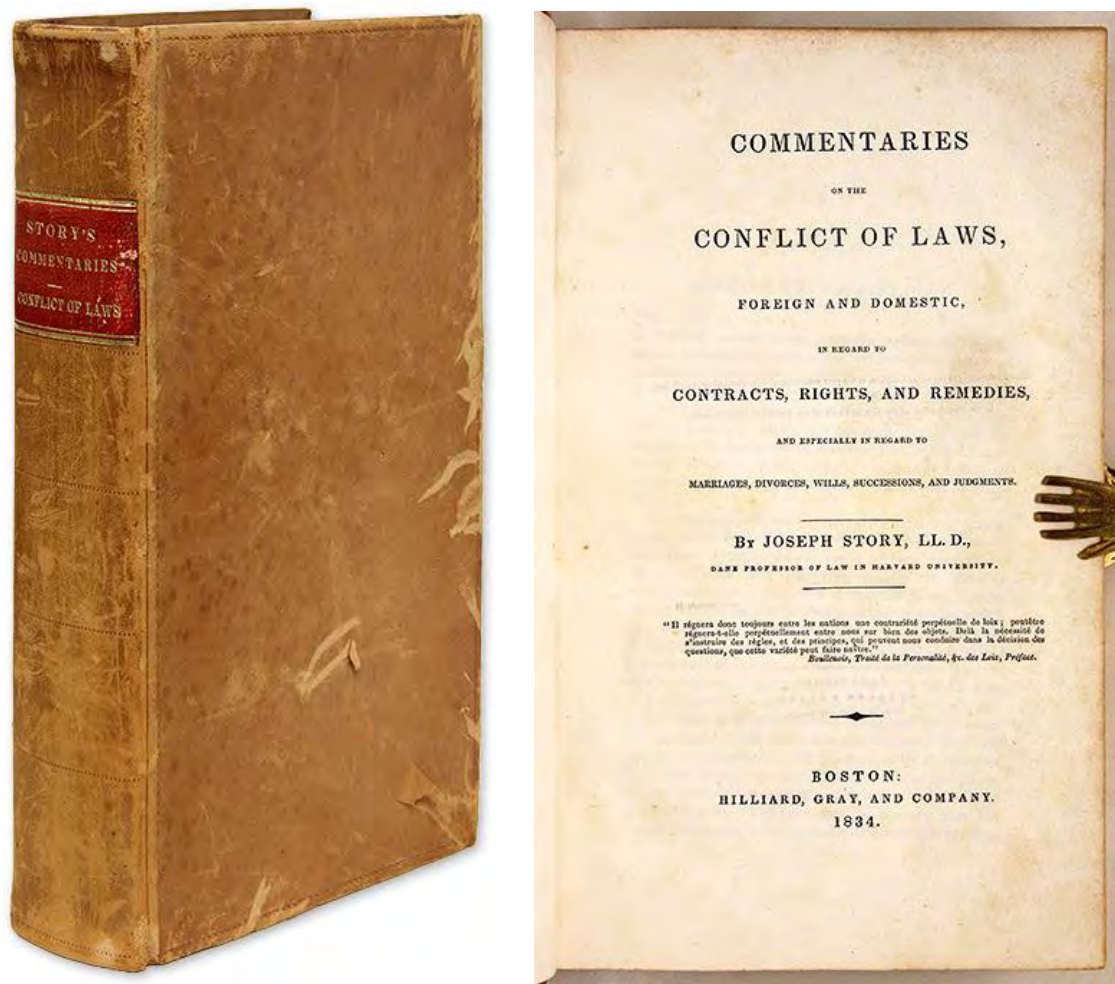 STORY'S
COMMENTARIES
CONFLICT OF LAWS
COMMENTARIES
ON THE
CONFLICT OF LAWS,
FOREIGN AND DOMESTIC,
IN REGARD TO
CONTRACTS, RIGHTS, AND REMEDIES,
AND ESPECIALLY IN REGARD TO
MARRIAGES, DIVORCES, WILLS, SUCCESSIONS, AND JUDGMENTS.
BY JOSEPH STORY, LL. D.,
DANE PROFESSOR OF LAW IN HARVARD UNIVERSITY.
"Il régnera donc toujours entre les nations une contrariété perpétuelle de loix; peutêtre
régnera-t-elle perpétuellement entre nous sur bien des objets. Delà la nécessité de
s'instruire des règles, et des principes, qui peuvent nous conduire dans la décision des
questions, que cette variété peut faire naître."
Boullenois, Traité de la Personalité, &c. des Lois, Préface.
BOSTON:
HILLIARD, GRAY, AND COMPANY.
1834.